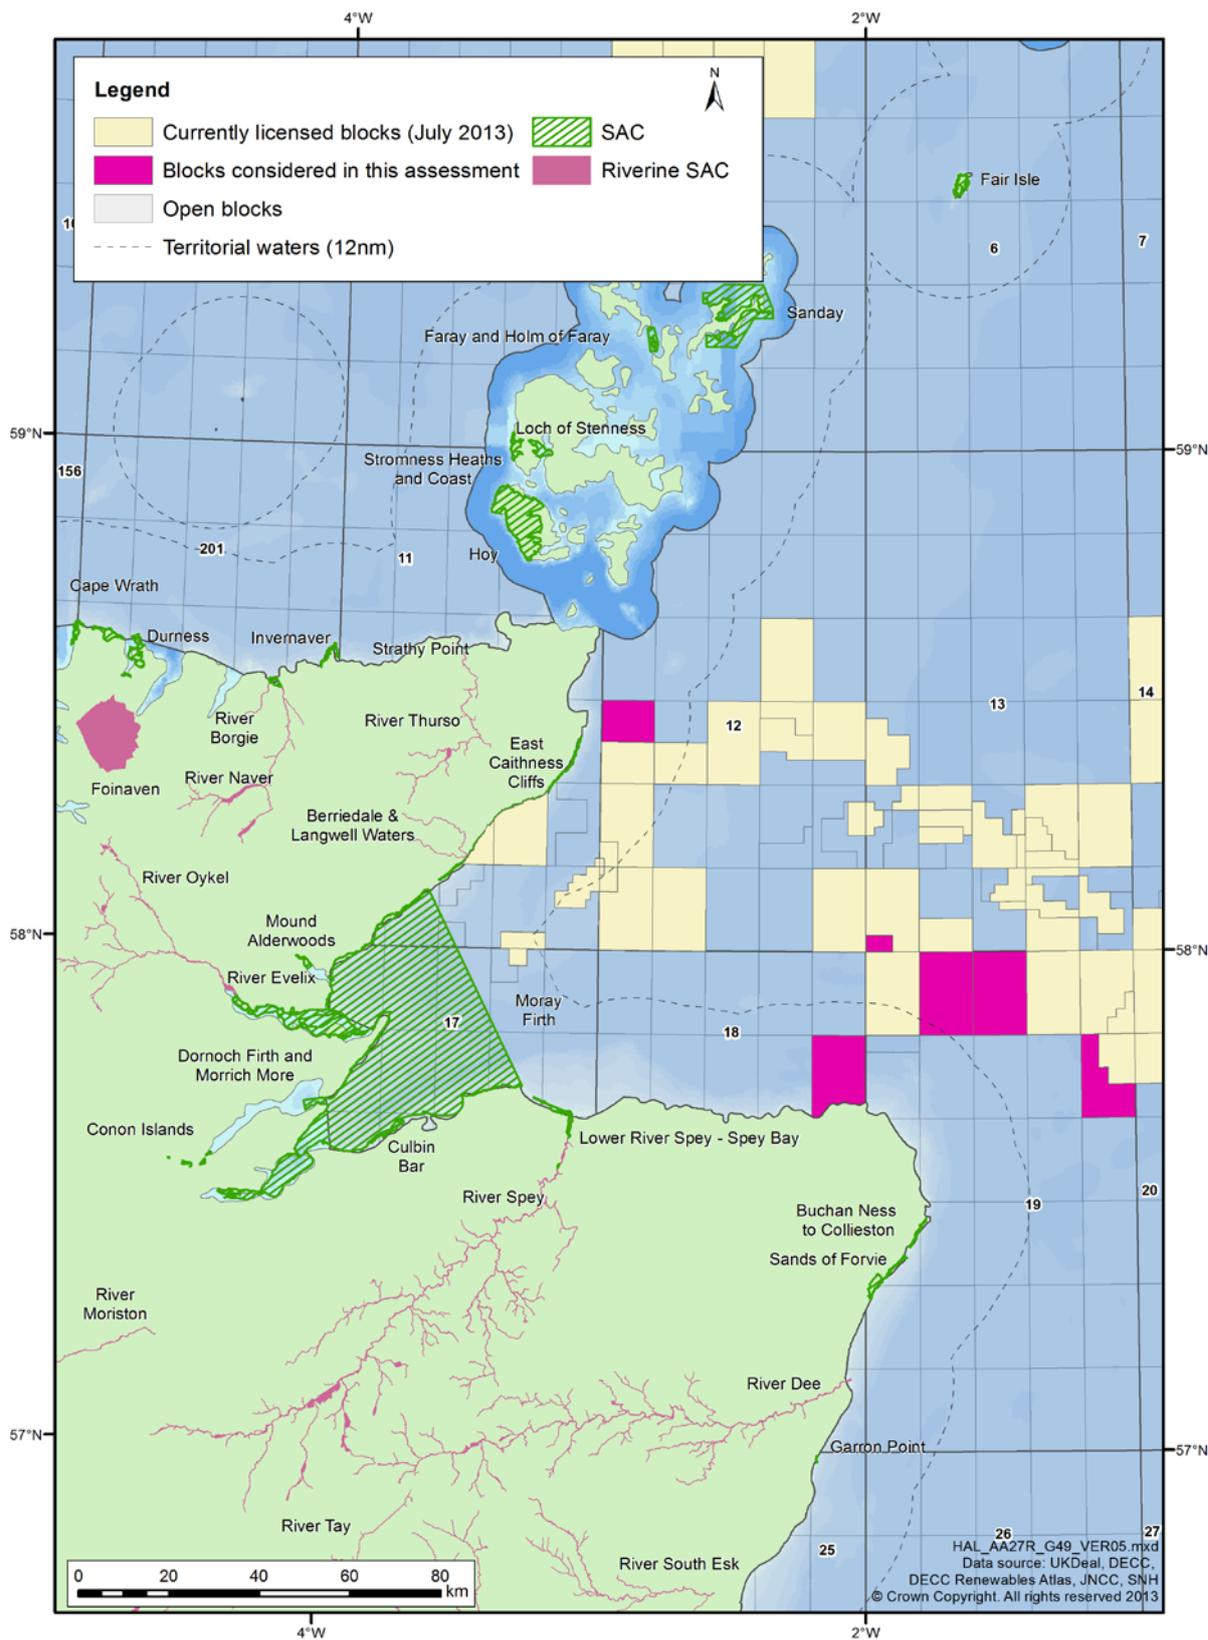 4°W
2°W
Legend
N
Currently licensed blocks (July 2013)
SAC
Blocks considered in this assessment
Riverine SAC
Open blocks
Territorial waters (12nm)
Fair Isle
6
7
Sanday
Faray and Holm of Faray
59°N
59°N
Loch of Stenness
Stromness Heaths
and Coast
156
201
11
Hoy
Cape Wrath
Durness
Invernaver
Strathy Point
14
13
12
River
Borgie
River Thurso
East
Caithness
Cliffs
River Naver
Foinaven
Berriedale &
Langwell Waters
River Oykel
Mound
Alderwoods
58°N
58°N
River Evelix
Moray
Firth
17
18
Dornoch Firth and
Morrich More
Conon Islands
Culbin
Bar
Lower River Spey - Spey Bay
River Spey
19
20
Buchan Ness
to Collieston
Sands of Forvie
River
Moriston
River Dee
57°N
57°N
Garron Point
River Tay
River South Esk
25
26
27
HAL_AA27R_G49_VER05.mxd
Data source: UKDeal, DECC,
DECC Renewables Atlas, JNCC, SNH
© Crown Copyright. All rights reserved 2013
0 20 40 60 80
km
4°W
2°W